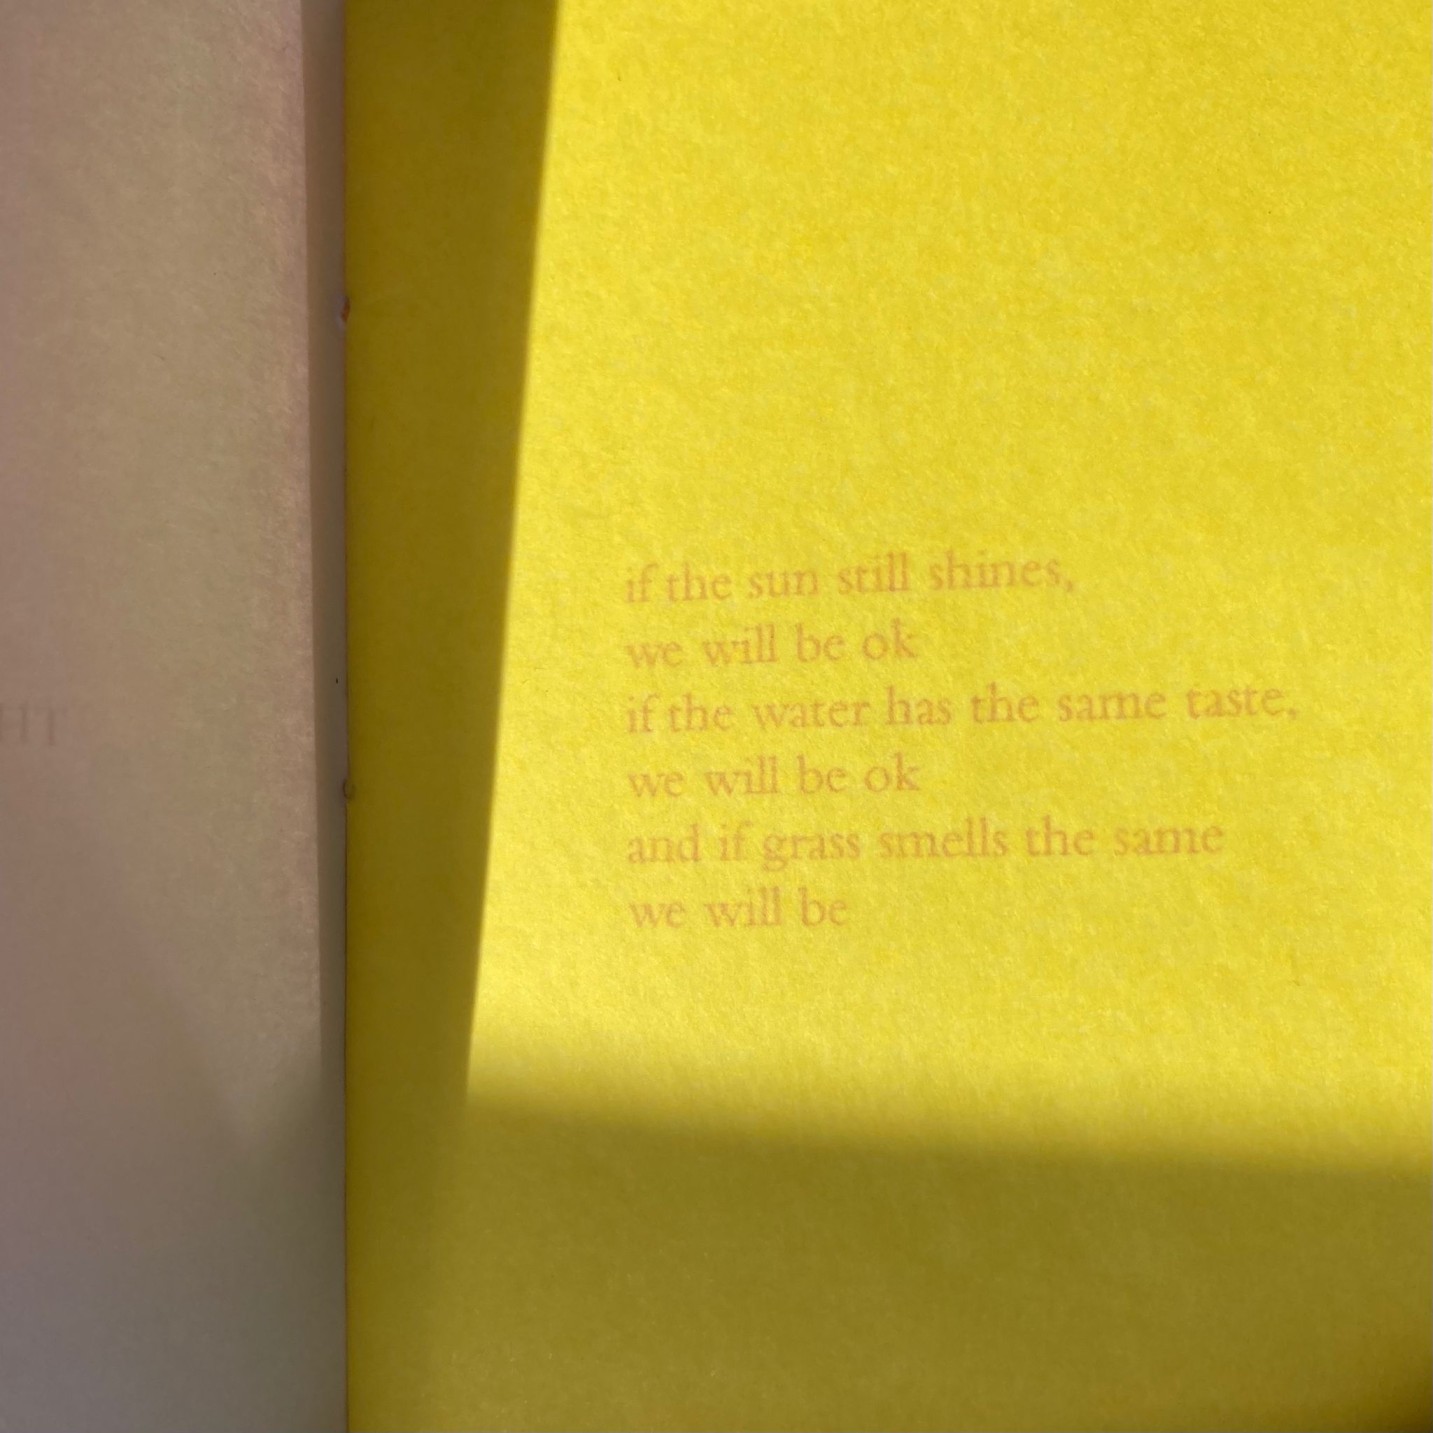 HT
if the sun still shines,
we will be ok
if the water has the same taste,
we will be ok
and if grass smells the same
we will be